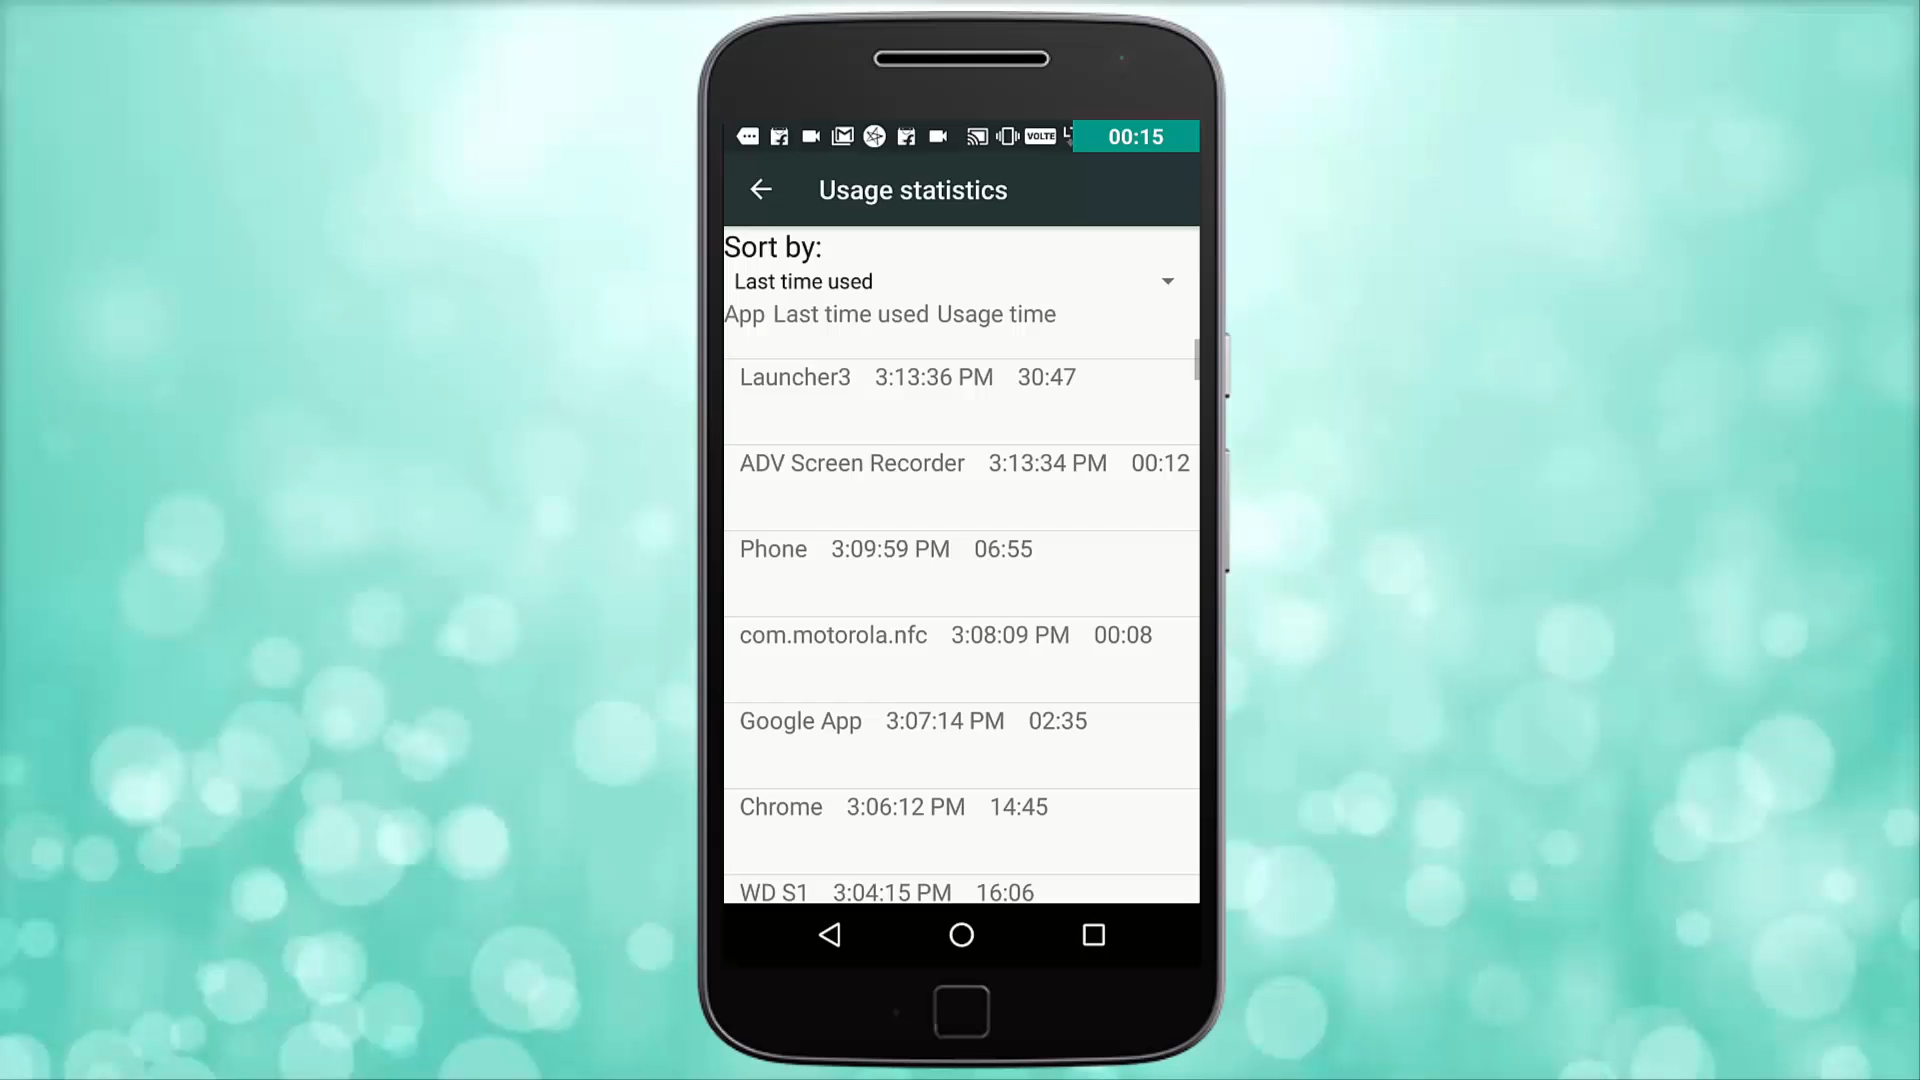 VOLTE 00:15
Usage statistics
Sort by:
Last time used
App Last time used Usage time
Launcher3 3:13:36 PM 30:47
ADV Screen Recorder 3:13:34 PM 00:12
Phone 3:09:59 PM 06:55
com.motorola.nfc 3:08:09 PM 00:08
Google App 3:07:14 PM 02:35
Chrome 3:06:12 PM 14:45
WD S1 3:04:15 PM 16:06